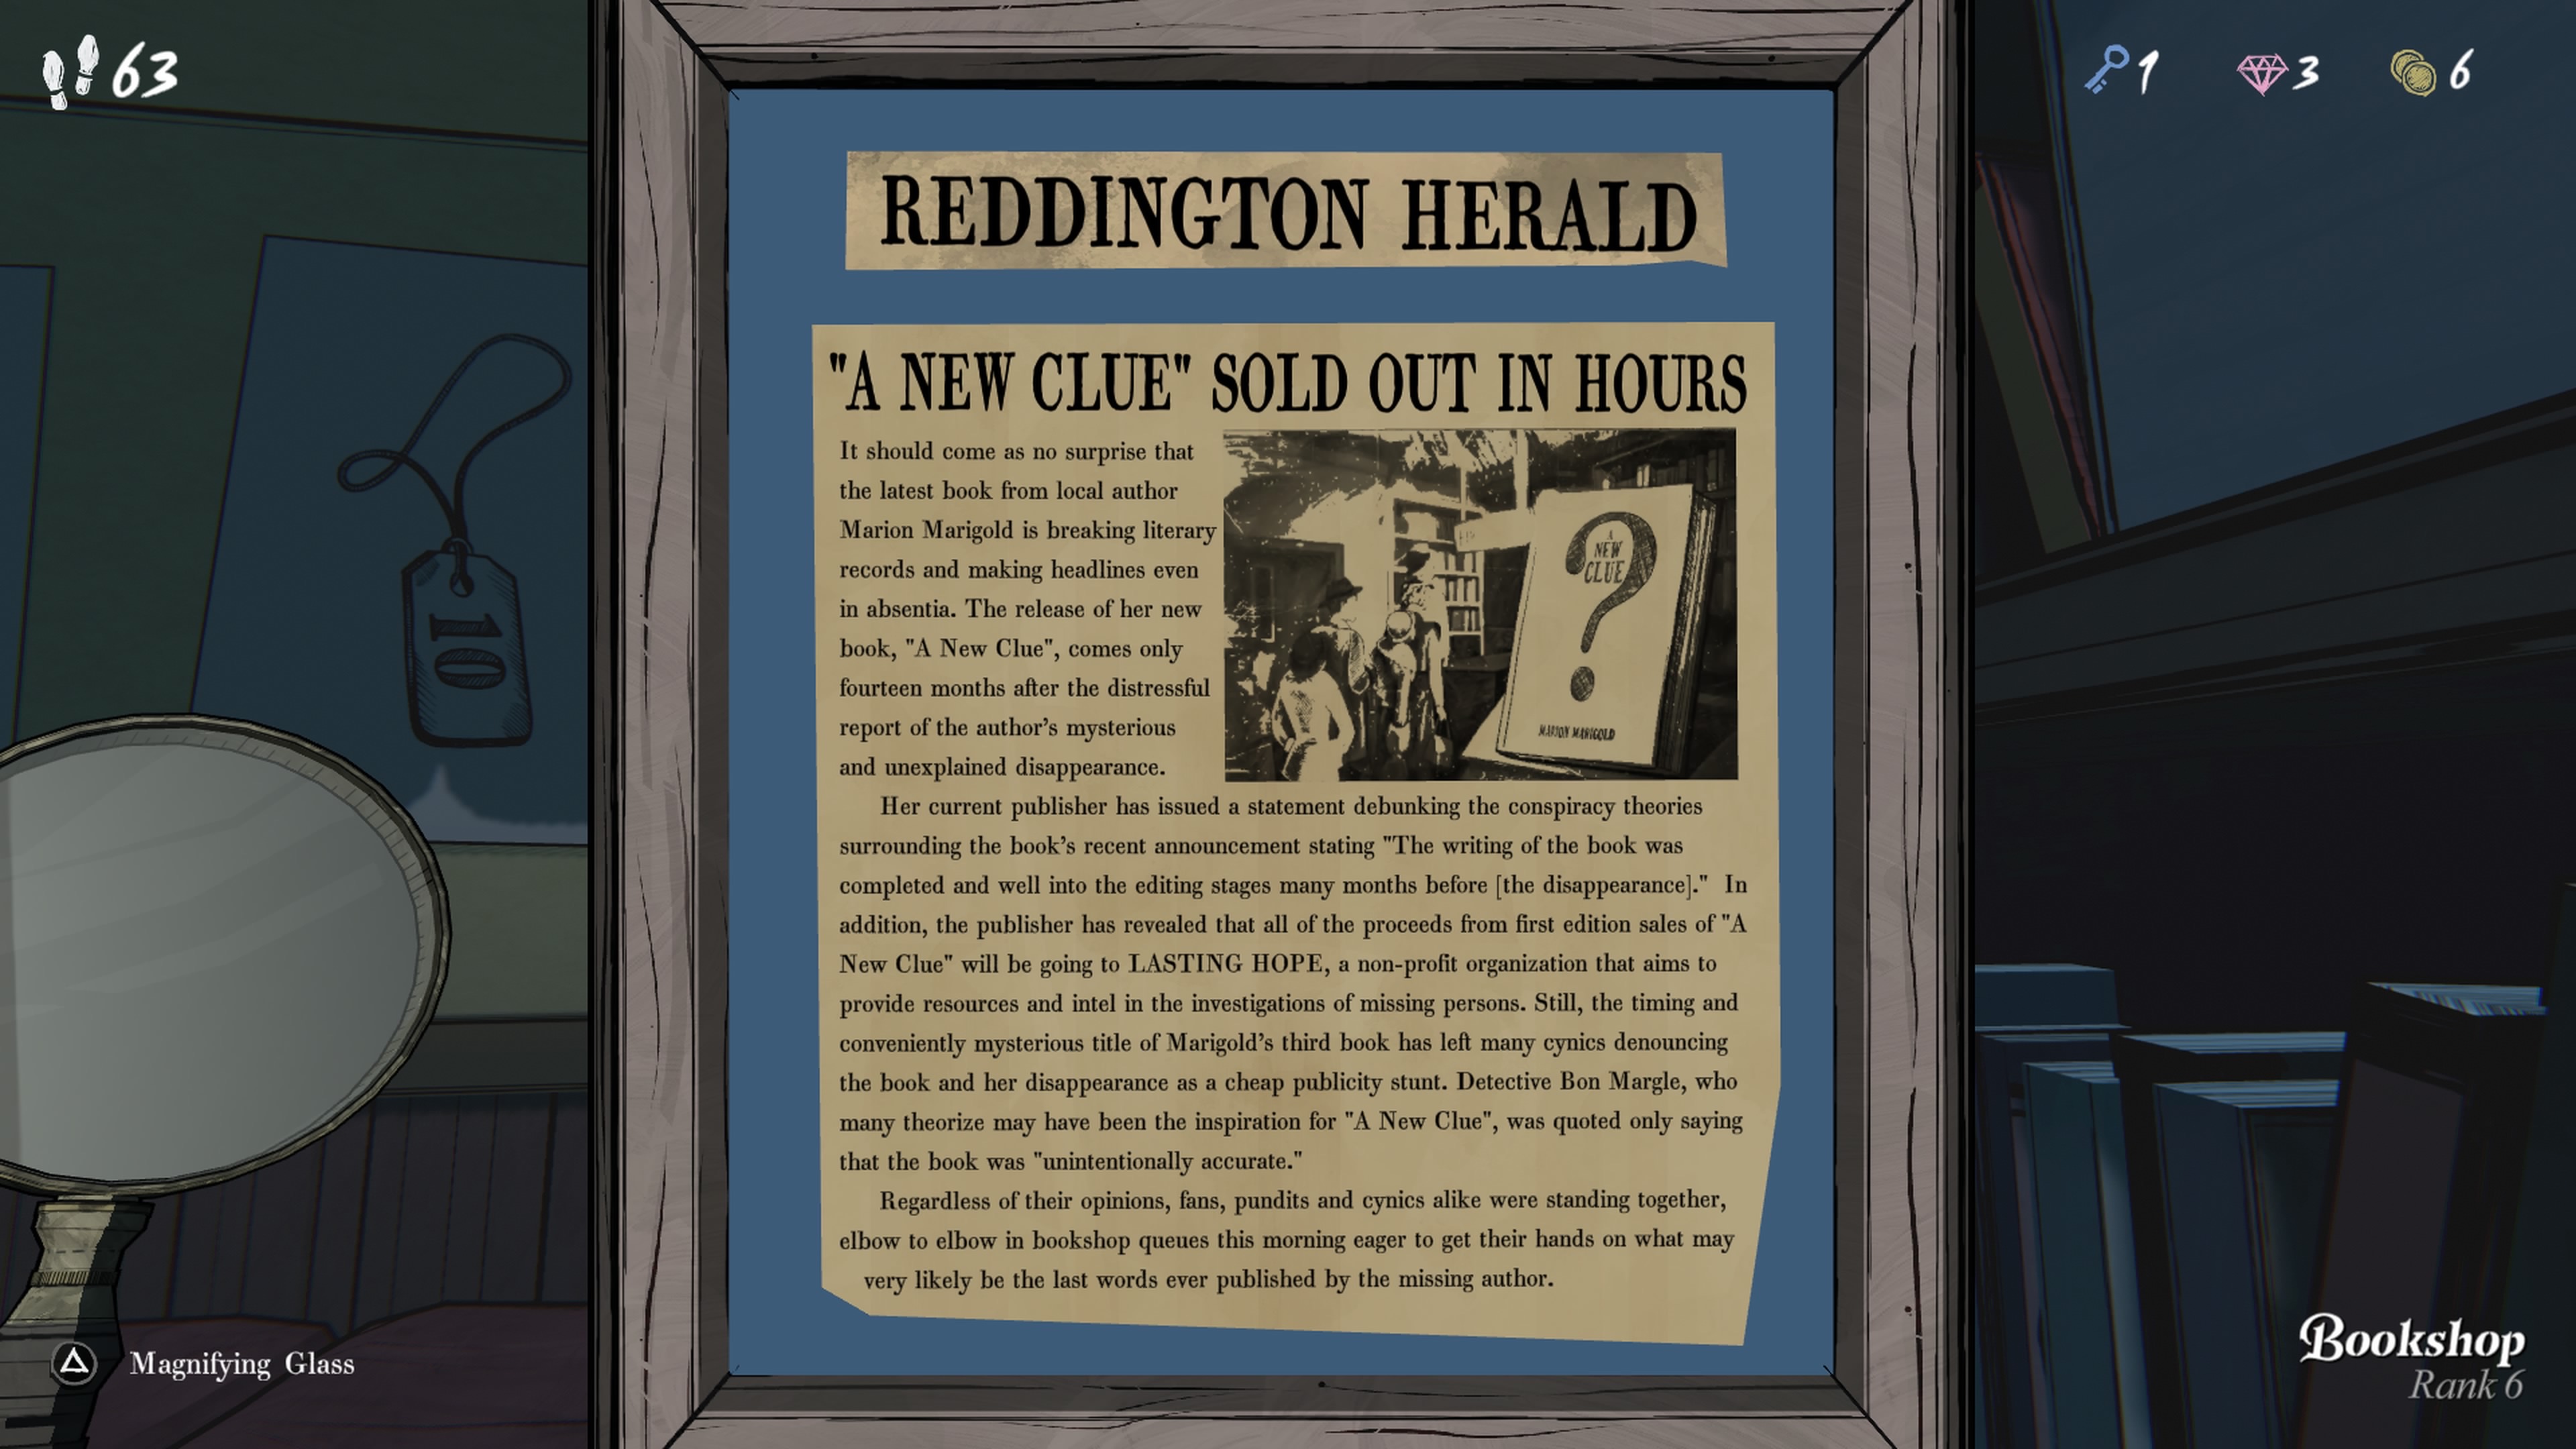 63
1
3
6
REDDINGTON HERALD
"A NEW CLUE" SOLD OUT IN HOURS
It should come as no surprise that
the latest book from local author
Marion Marigold is breaking literary
records and making headlines even
in absentia. The release of her new
book, "A New Clue", comes only
fourteen months after the distressful
report of the author's mysterious
and unexplained disappearance.
A
NEW
CLUE
MARION MARIGOLD
Her current publisher has issued a statement debunking the conspiracy theories
surrounding the book's recent announcement stating "The writing of the book was
completed and well into the editing stages many months before [the disappearance]."  In
addition, the publisher has revealed that all of the proceeds from first edition sales of "A
New Clue" will be going to LASTING HOPE, a non-profit organization that aims to
provide resources and intel in the investigations of missing persons. Still, the timing and
conveniently mysterious title of Marigold's third book has left many cynics denouncing
the book and her disappearance as a cheap publicity stunt. Detective Bon Margle, who
many theorize may have been the inspiration for "A New Clue", was quoted only saying
that the book was "unintentionally accurate."
Regardless of their opinions, fans, pundits and cynics alike were standing together,
elbow to elbow in bookshop queues this morning eager to get their hands on what may
very likely be the last words ever published by the missing author.
10
Magnifying Glass
Bookshop
Rank 6